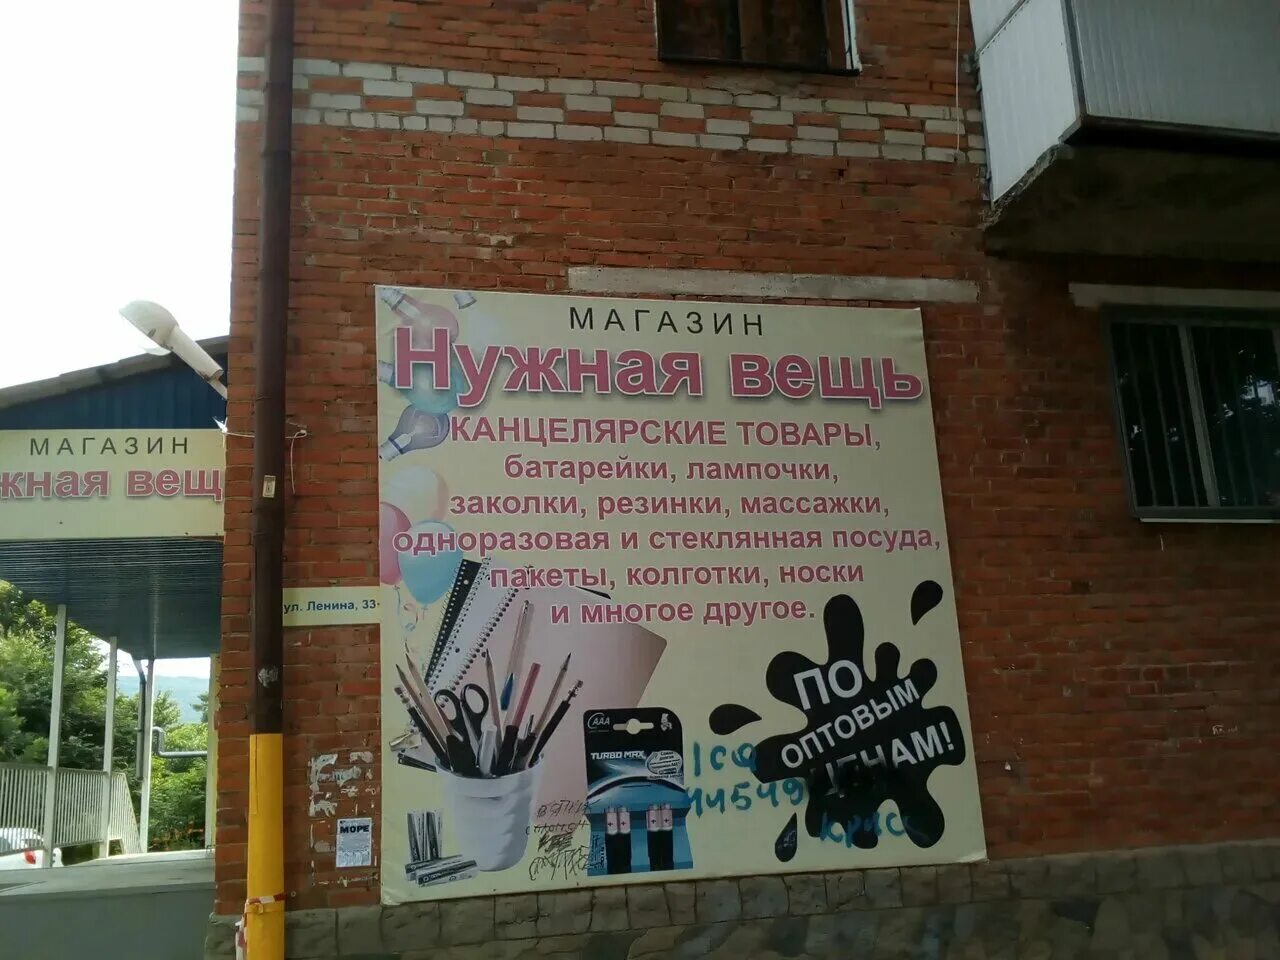 МАГАЗИН
Нужная вещь
КАНЦЕЛЯРСКИЕ ТОВАРЫ,
батарейки, лампочки,
заколки, резинки, массажки,
одноразовая и стеклянная посуда,
пакеты, колготки, носки
и многое другое.
ПО
ОПТОВЫМ
ЦЕНАМ!
AAA
TURBO MAX
МАГАЗИН
жная вещ
ул. Ленина, 33
МОРЕ